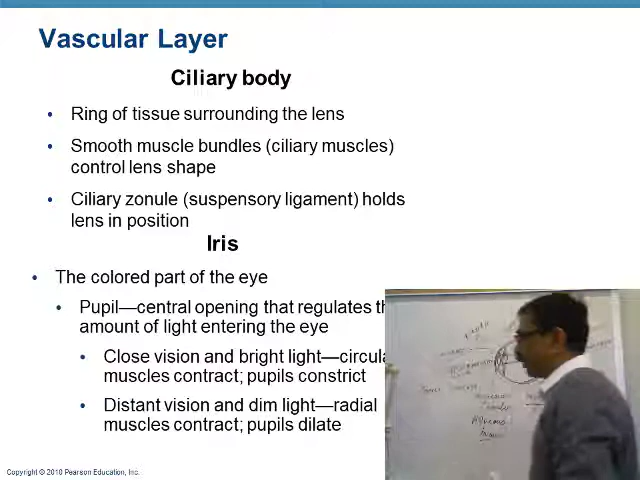 Vascular Layer
Ciliary body
• Ring of tissue surrounding the lens
• Smooth muscle bundles (ciliary muscles)
control lens shape
• Ciliary zonule (suspensory ligament) holds
lens in position
Iris
• The colored part of the eye
• Pupil—central opening that regulates th
amount of light entering the eye
• Close vision and bright light—circula
muscles contract; pupils constrict
• Distant vision and dim light—radial
muscles contract; pupils dilate
Aqueous
Copyright © 2010 Pearson Education, Inc.